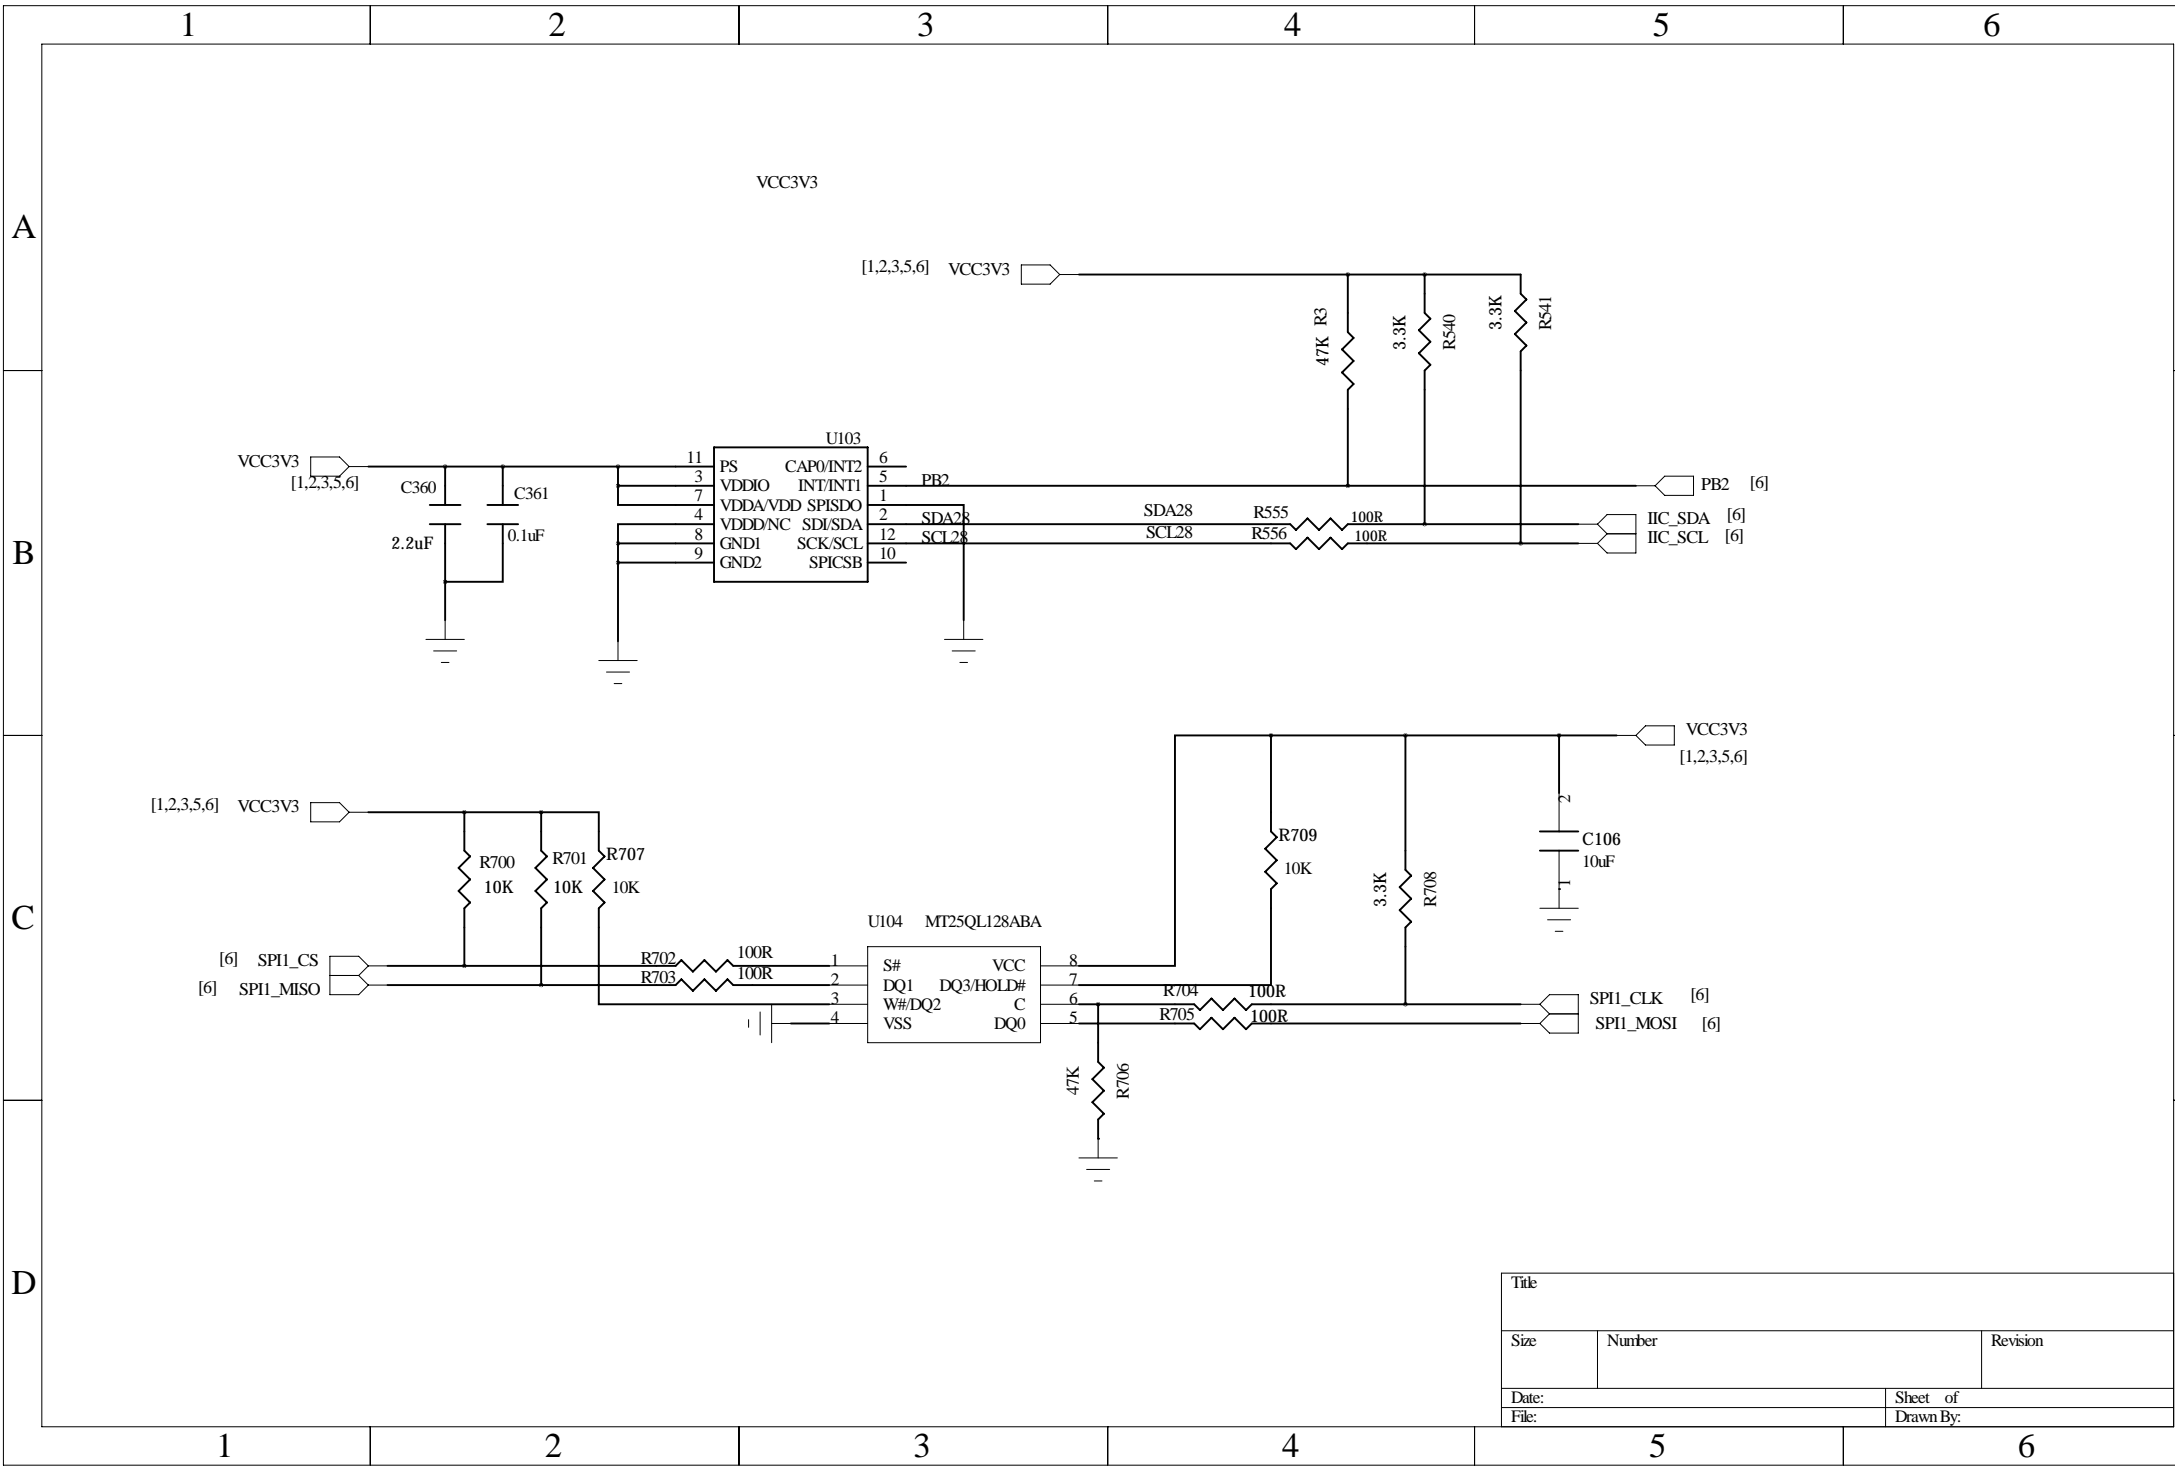 1 2 3 4 5 6
A
VCC3V3
[1,2,3,5,6] VCC3V3
47K R3
3.3K R540
3.3K R541
B
VCC3V3
[1,2,3,5,6]
C360
2.2uF
C361
0.1uF
U103
11 PS CAP0/INT2 6
3 VDDIO INT/INT1 5 PB2
7 VDDA/VDD SPISDO 1
4 VDDD/NC SDI/SDA 2 SDA28
8 GND1 SCK/SCL 12 SCL28
9 GND2 SPICSB 10
SDA28 R555 100R
SCL28 R556 100R
PB2 [6]
IIC_SDA [6]
IIC_SCL [6]
C
[1,2,3,5,6] VCC3V3
R700
10K
R701
10K
R707
10K
[6] SPI1_CS
[6] SPI1_MISO
R702 100R
R703 100R
U104 MT25QL128ABA
1 S# VCC 8
2 DQ1 DQ3/HOLD# 7
3 W#/DQ2 C 6
4 VSS DQ0 5
R704 100R
R705 100R
47K R706
R709
10K
3.3K R708
VCC3V3
[1,2,3,5,6]
2
C106
10uF
1
SPI1_CLK [6]
SPI1_MOSI [6]
D
Title
Size Number Revision
Date: Sheet of
File: Drawn By:
1 2 3 4 5 6